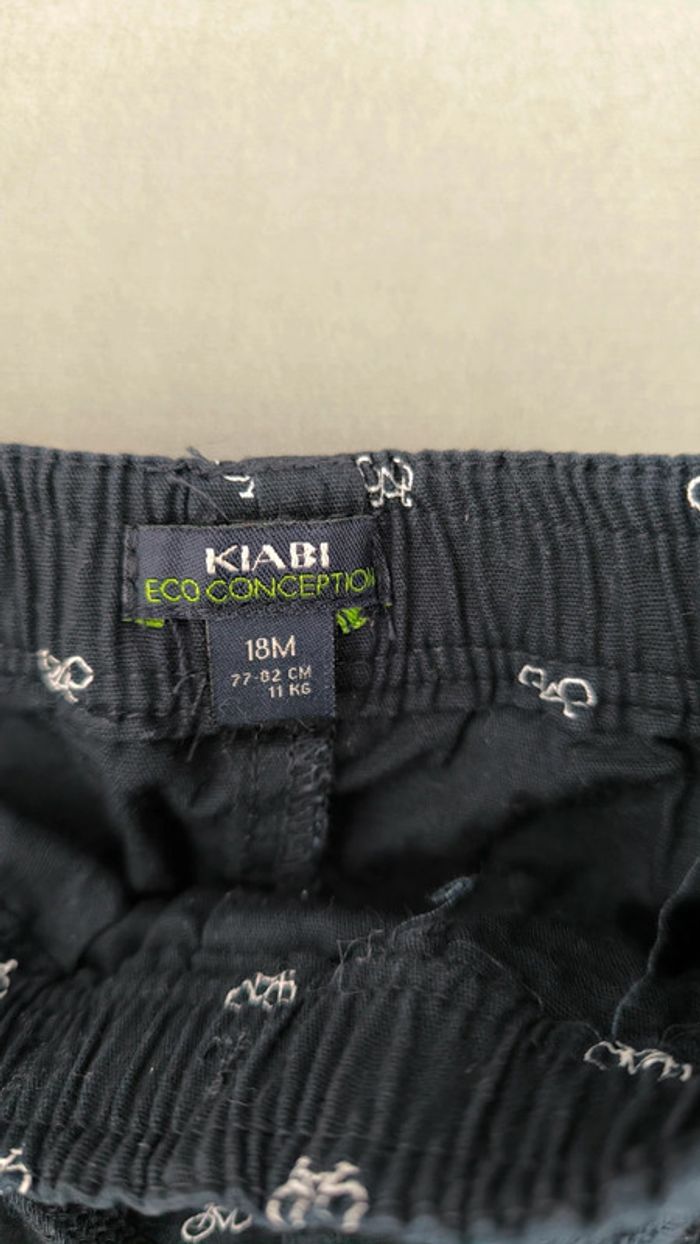 KIABI
ECO CONCEPTION
18M
77-82 CM
11 KG